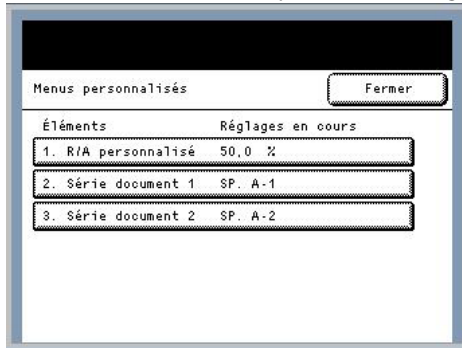 Menus personnalisés Fermer
Éléments Réglages en cours
1. R/A personnalisé 50,0 %
2. Série document 1 SP. A-1
3. Série document 2 SP. A-2